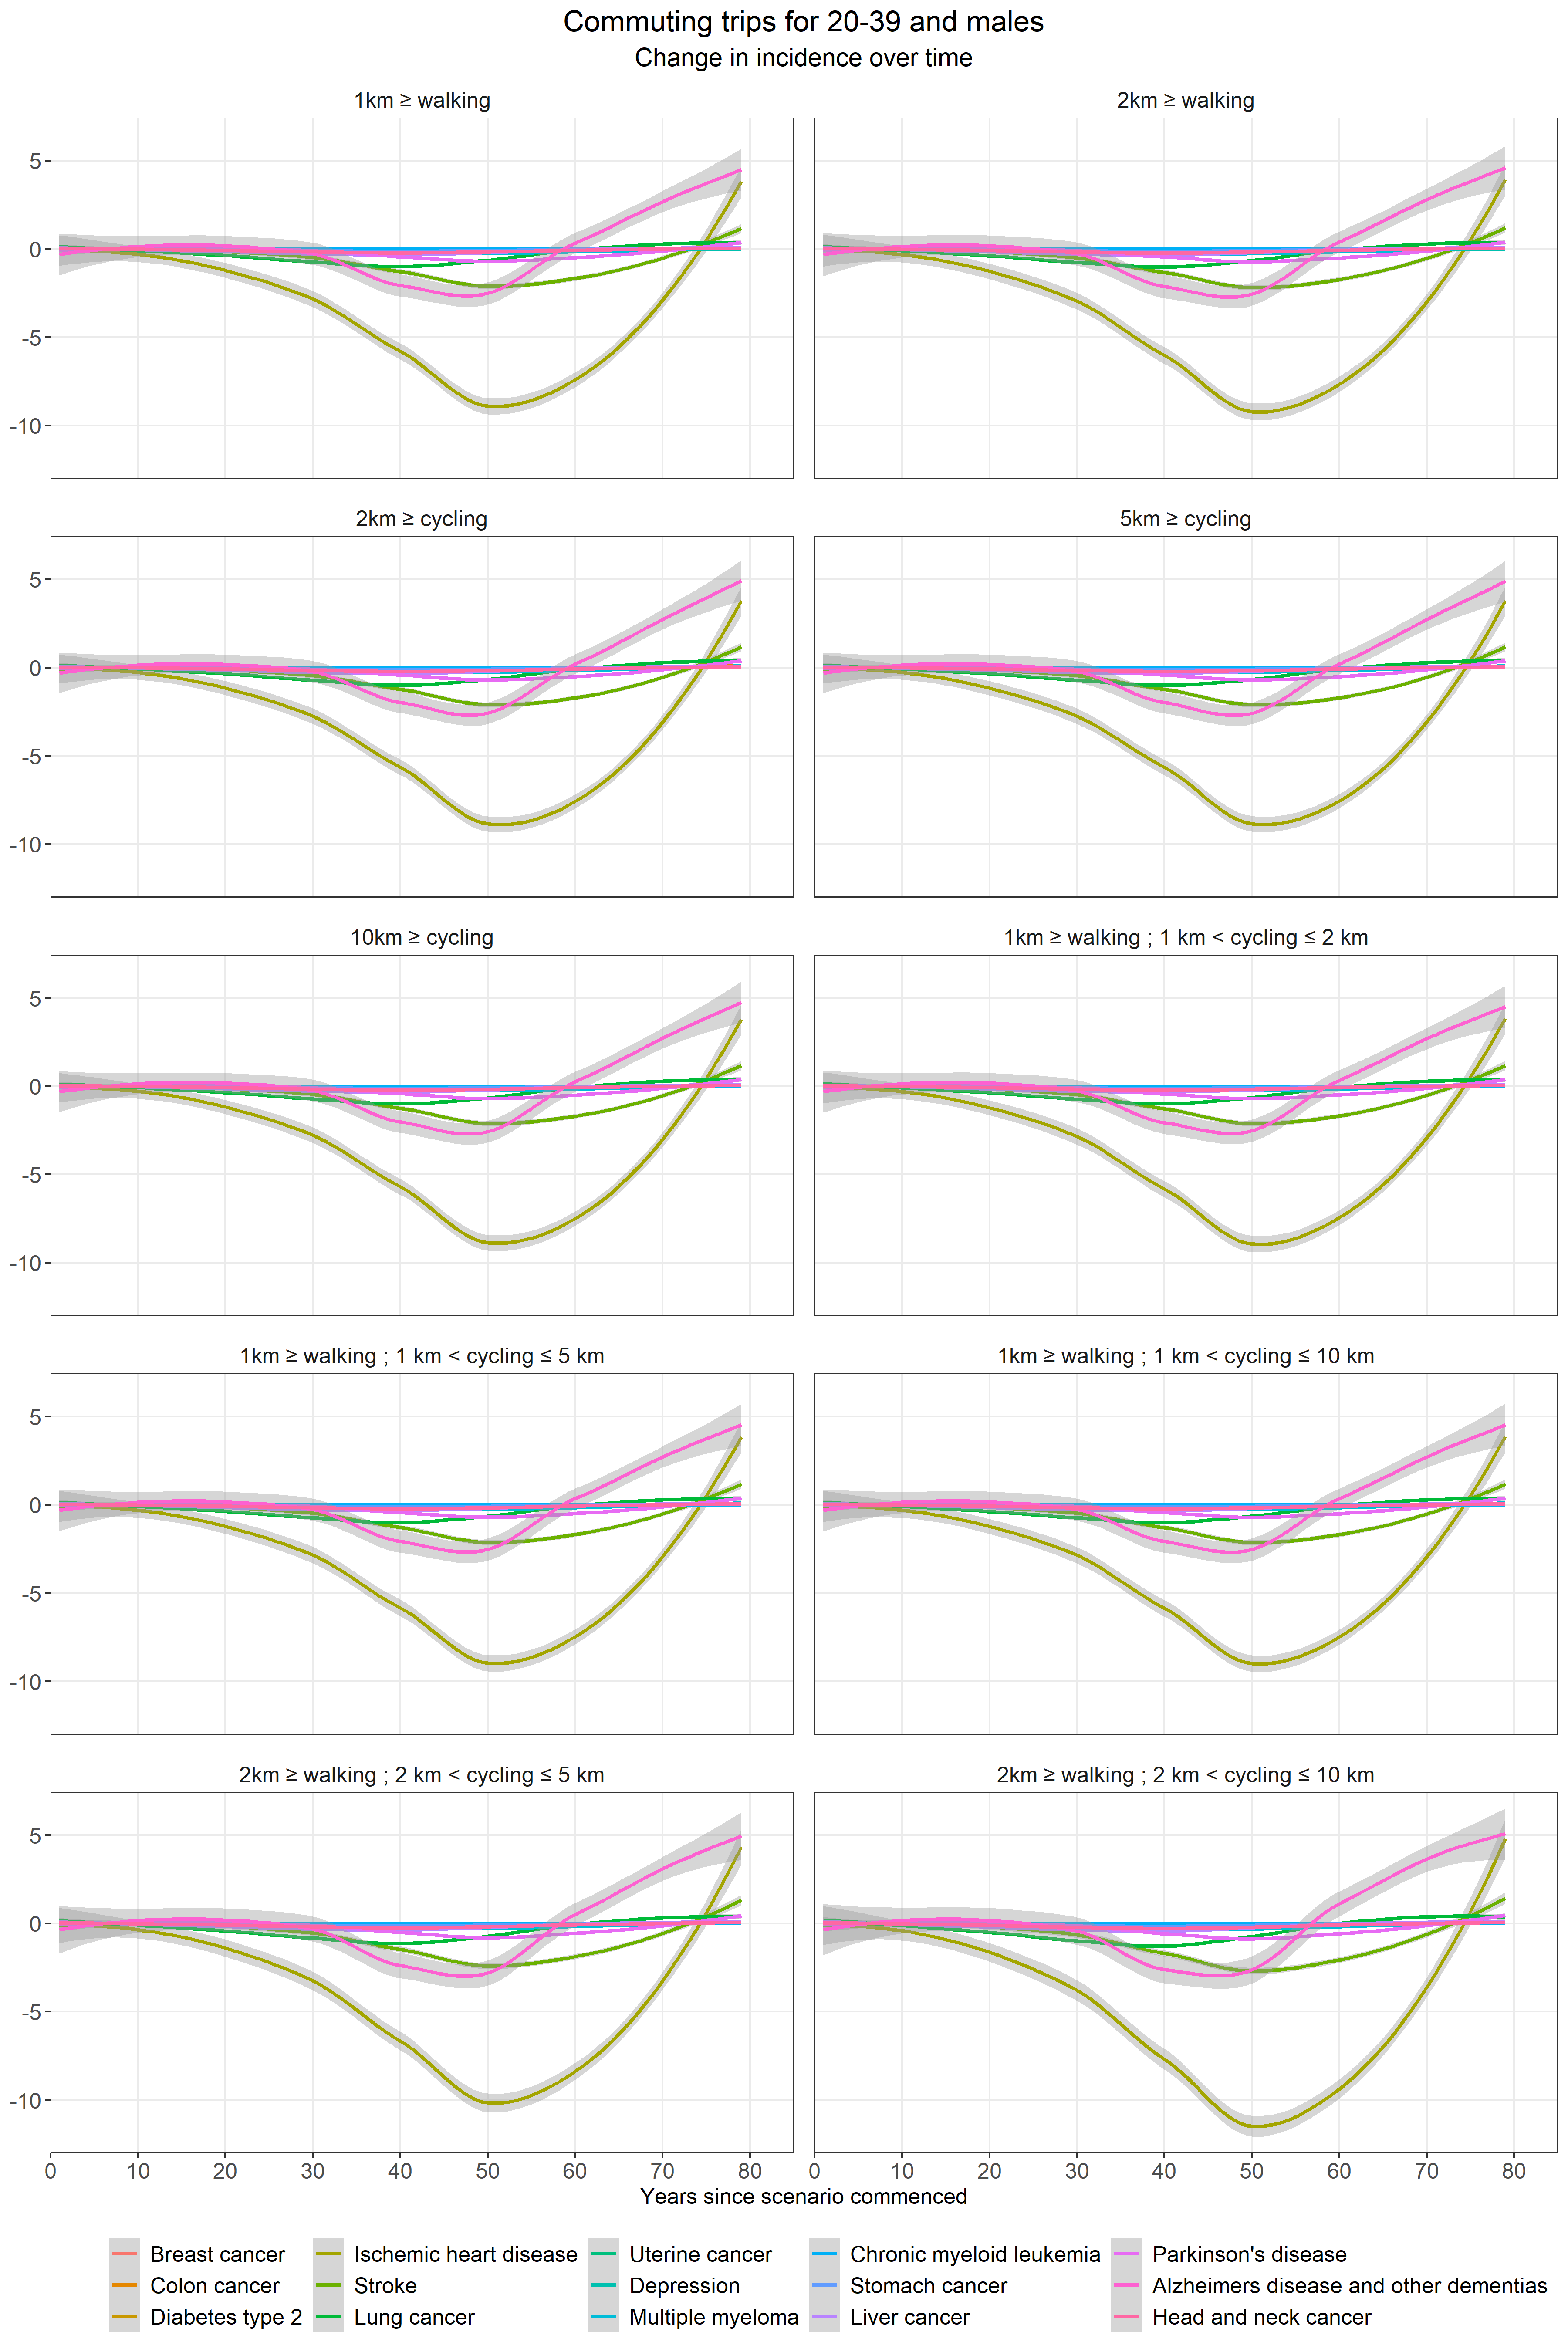 Commuting trips for 20-39 and males
Change in incidence over time
1km ≥ walking
2km ≥ walking
5
0
-5
-10
2km ≥ cycling
5km ≥ cycling
5
0
-5
-10
10km ≥ cycling
1km ≥ walking ; 1 km < cycling ≤ 2 km
5
0
-5
-10
1km ≥ walking ; 1 km < cycling ≤ 5 km
1km ≥ walking ; 1 km < cycling ≤ 10 km
5
0
-5
-10
2km ≥ walking ; 2 km < cycling ≤ 5 km
2km ≥ walking ; 2 km < cycling ≤ 10 km
5
0
-5
-10
0 10 20 30 40 50 60 70 80
0 10 20 30 40 50 60 70 80
Years since scenario commenced
Breast cancer
Colon cancer
Diabetes type 2
Ischemic heart disease
Stroke
Lung cancer
Uterine cancer
Depression
Multiple myeloma
Chronic myeloid leukemia
Stomach cancer
Liver cancer
Parkinson's disease
Alzheimers disease and other dementias
Head and neck cancer